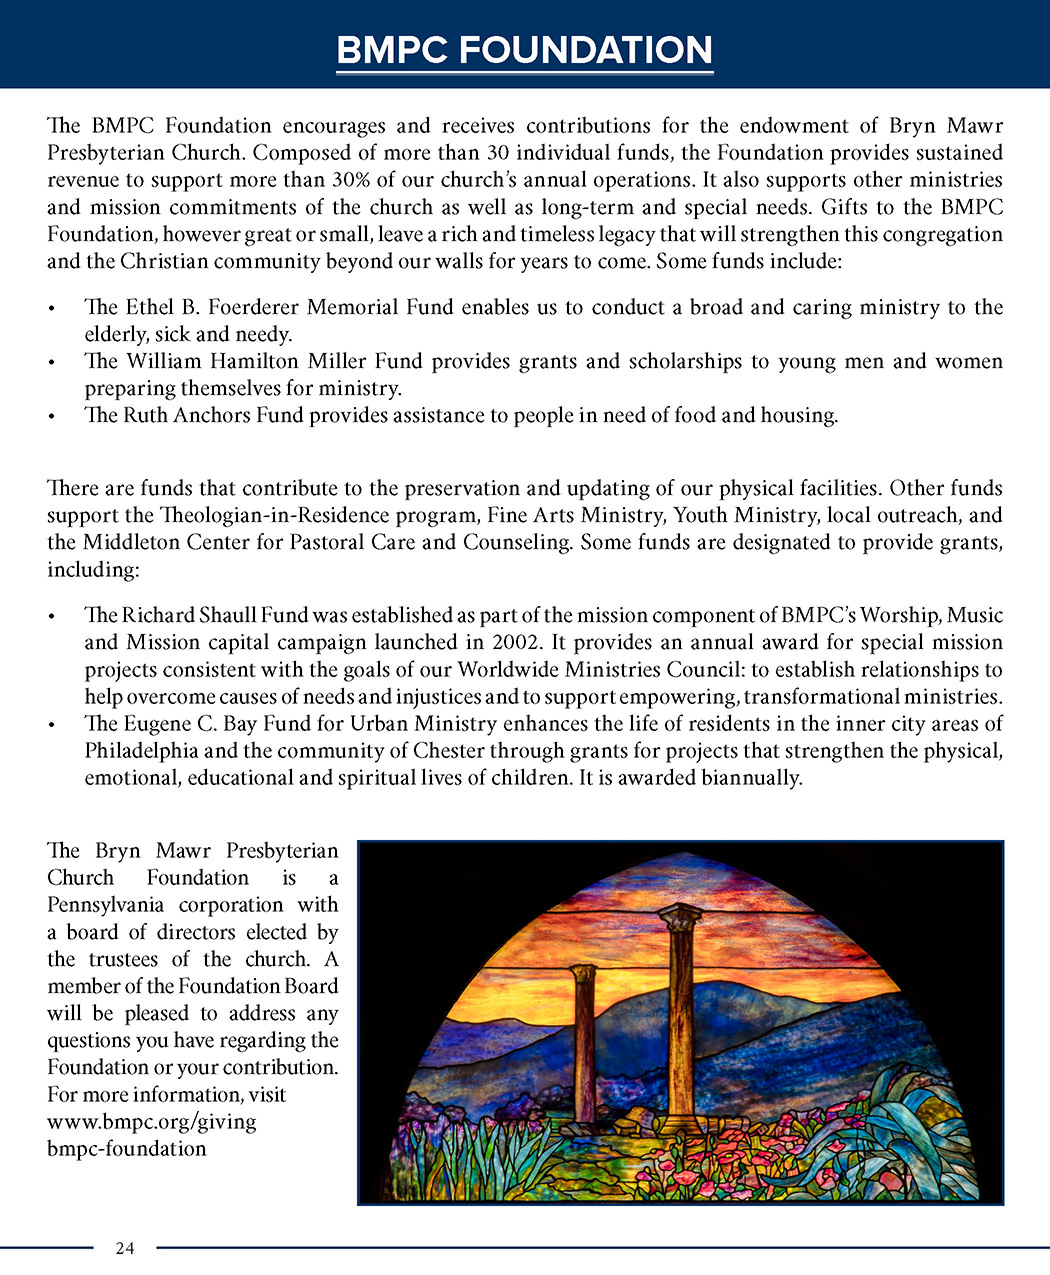 BMPC FOUNDATION
The BMPC Foundation encourages and receives contributions for the endowment of Bryn Mawr
Presbyterian Church. Composed of more than 30 individual funds, the Foundation provides sustained
revenue to support more than 30% of our church’s annual operations. It also supports other ministries
and mission commitments of the church as well as long-term and special needs. Gifts to the BMPC
Foundation, however great or small, leave a rich and timeless legacy that will strengthen this congregation
and the Christian community beyond our walls for years to come. Some funds include:
• The Ethel B. Foerderer Memorial Fund enables us to conduct a broad and caring ministry to the
elderly, sick and needy.
• The William Hamilton Miller Fund provides grants and scholarships to young men and women
preparing themselves for ministry.
• The Ruth Anchors Fund provides assistance to people in need of food and housing.
There are funds that contribute to the preservation and updating of our physical facilities. Other funds
support the Theologian-in-Residence program, Fine Arts Ministry, Youth Ministry, local outreach, and
the Middleton Center for Pastoral Care and Counseling. Some funds are designated to provide grants,
including:
• The Richard Shaull Fund was established as part of the mission component of BMPC’s Worship, Music
and Mission capital campaign launched in 2002. It provides an annual award for special mission
projects consistent with the goals of our Worldwide Ministries Council: to establish relationships to
help overcome causes of needs and injustices and to support empowering, transformational ministries.
• The Eugene C. Bay Fund for Urban Ministry enhances the life of residents in the inner city areas of
Philadelphia and the community of Chester through grants for projects that strengthen the physical,
emotional, educational and spiritual lives of children. It is awarded biannually.
The Bryn Mawr Presbyterian
Church Foundation is a
Pennsylvania corporation with
a board of directors elected by
the trustees of the church. A
member of the Foundation Board
will be pleased to address any
questions you have regarding the
Foundation or your contribution.
For more information, visit
www.bmpc.org/giving
bmpc-foundation
24